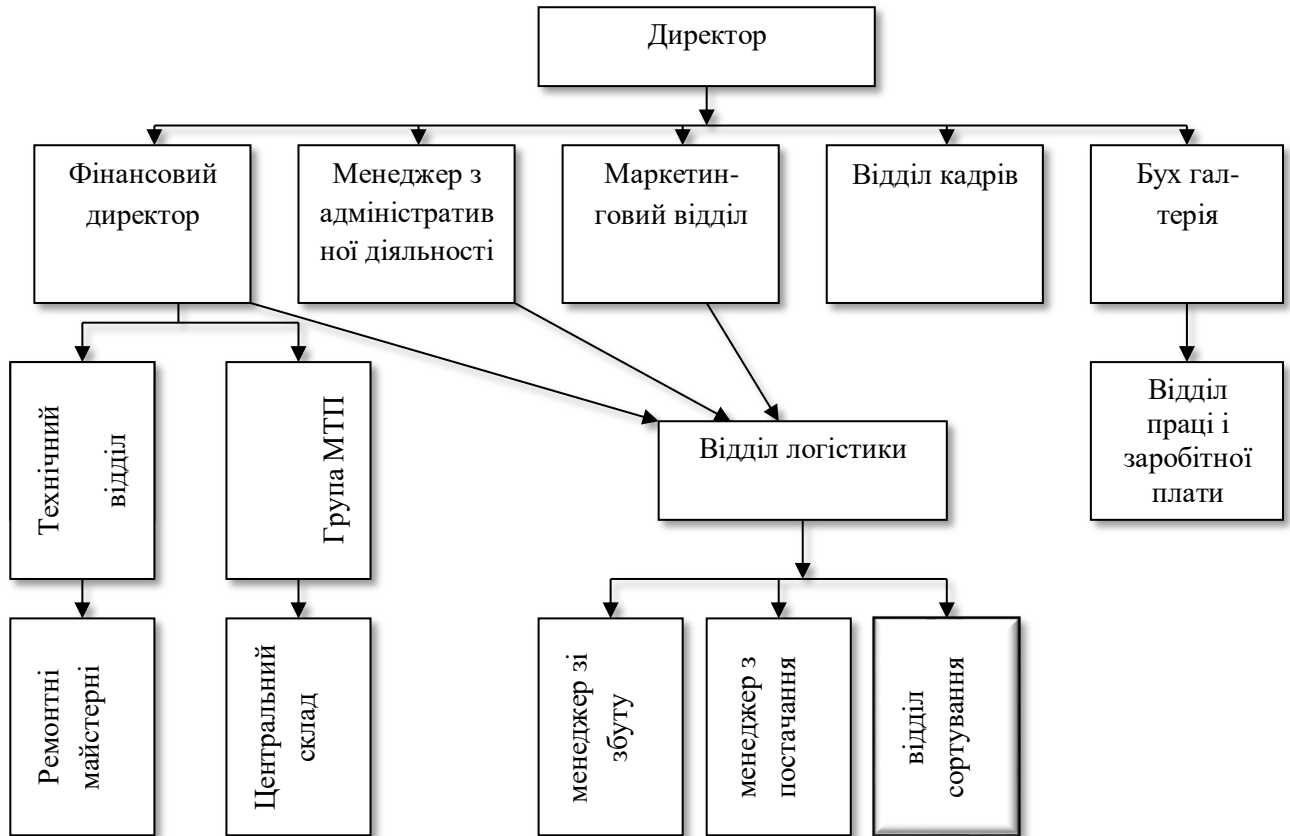 Директор
Фінансовий
директор
Менеджер з
адміністратив
ної діяльності
Маркетин-
говий відділ
Відділ кадрів
Бух гал-
терія
Технічний
відділ
Група МТП
Відділ логістики
Відділ
праці і
заробітної
плати
Ремонтні
майстерні
Центральний
склад
менеджер зі
збуту
менеджер з
постачання
відділ
сортування